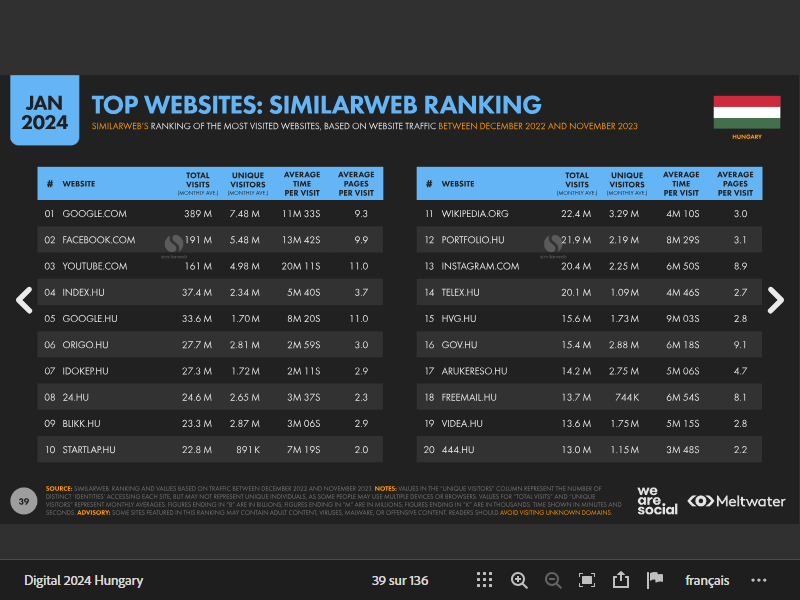 JAN
2024
TOP WEBSITES: SIMILARWEB RANKING
SIMILARWEB'S RANKING OF THE MOST VISITED WEBSITES, BASED ON WEBSITE TRAFFIC BETWEEN DECEMBER 2022 AND NOVEMBER 2023
HUNGARY
# WEBSITE TOTAL VISITS (MONTHLY AVE.) UNIQUE VISITORS (MONTHLY AVE.) AVERAGE TIME PER VISIT AVERAGE PAGES PER VISIT
01 GOOGLE.COM 389 M 7.48 M 11M 33S 9.3
02 FACEBOOK.COM 191 M 5.48 M 13M 42S 9.9
03 YOUTUBE.COM 161 M 4.98 M 20M 11S 11.0
04 INDEX.HU 37.4 M 2.34 M 5M 40S 3.7
05 GOOGLE.HU 33.6 M 1.70 M 8M 20S 11.0
06 ORIGO.HU 27.7 M 2.81 M 2M 59S 3.0
07 IDOKEP.HU 27.3 M 1.72 M 2M 11S 2.9
08 24.HU 24.6 M 2.65 M 3M 37S 2.3
09 BLIKK.HU 23.3 M 2.87 M 3M 06S 2.9
10 STARTLAP.HU 22.8 M 891 K 7M 19S 2.0
# WEBSITE TOTAL VISITS (MONTHLY AVE.) UNIQUE VISITORS (MONTHLY AVE.) AVERAGE TIME PER VISIT AVERAGE PAGES PER VISIT
11 WIKIPEDIA.ORG 22.4 M 3.29 M 4M 10S 3.0
12 PORTFOLIO.HU 21.9 M 2.19 M 8M 29S 3.1
13 INSTAGRAM.COM 20.4 M 2.25 M 6M 50S 8.9
14 TELEX.HU 20.1 M 1.09 M 4M 46S 2.7
15 HVG.HU 15.6 M 1.73 M 9M 03S 2.8
16 GOV.HU 15.4 M 2.88 M 6M 18S 9.1
17 ARUKERESO.HU 14.2 M 2.75 M 5M 06S 4.7
18 FREEMAIL.HU 13.7 M 744 K 6M 54S 8.1
19 VIDEA.HU 13.6 M 1.75 M 5M 15S 2.8
20 444.HU 13.0 M 1.15 M 3M 48S 2.2
39
SOURCE: SIMILARWEB. RANKING AND VALUES BASED ON TRAFFIC BETWEEN DECEMBER 2022 AND NOVEMBER 2023. NOTES: VALUES IN THE "UNIQUE VISITORS" COLUMN REPRESENT THE NUMBER OF
DISTINCT 'IDENTITIES' ACCESSING EACH SITE, BUT MAY NOT REPRESENT UNIQUE INDIVIDUALS, AS SOME PEOPLE MAY USE MULTIPLE DEVICES OR BROWSERS. VALUES FOR "TOTAL VISITS" AND "UNIQUE
VISITORS" REPRESENT MONTHLY AVERAGES. FIGURES ENDING IN "B" ARE IN BILLIONS; FIGURES ENDING IN "M" ARE IN MILLIONS; FIGURES ENDING IN "K" ARE IN THOUSANDS. TIME SHOWN IN MINUTES AND
SECONDS. ADVISORY: SOME SITES FEATURED IN THIS RANKING MAY CONTAIN ADULT CONTENT, VIRUSES, MALWARE, OR OFFENSIVE CONTENT. READERS SHOULD AVOID VISITING UNKNOWN DOMAINS.
we
are.
social
Meltwater
Digital 2024 Hungary
39 sur 136
français